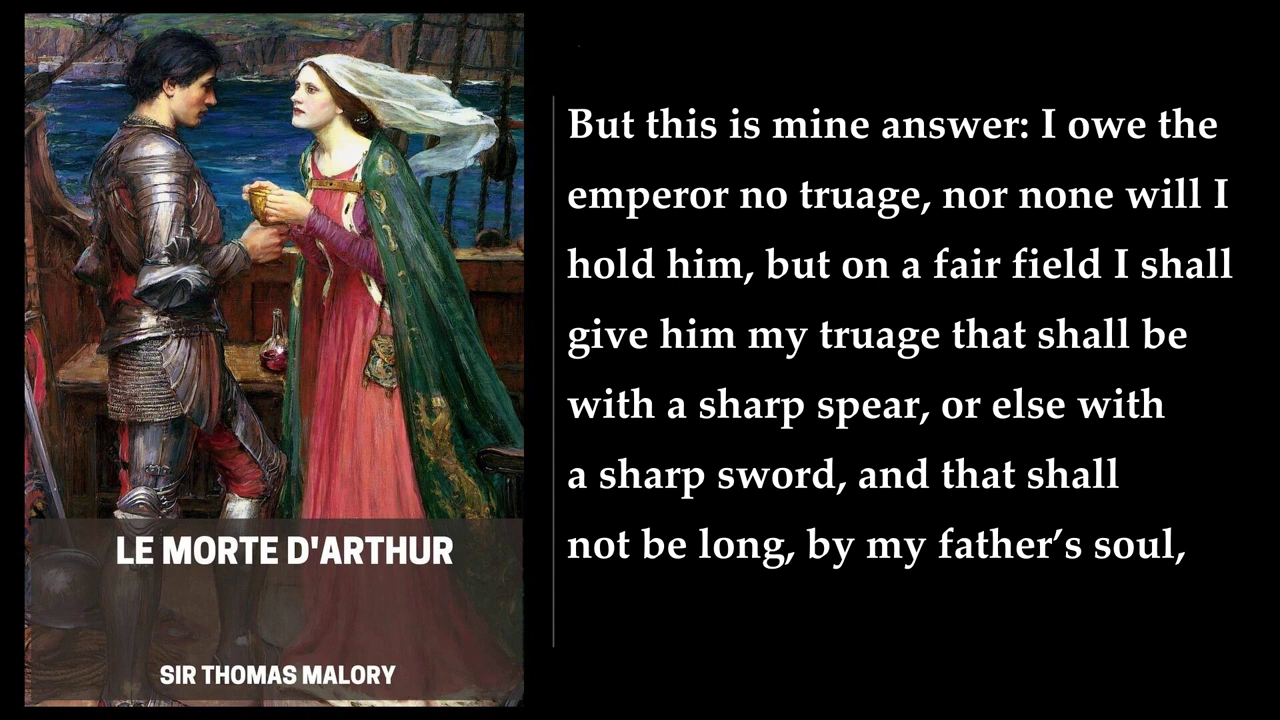 LE MORTE D'ARTHUR
SIR THOMAS MALORY
But this is mine answer: I owe the
emperor no truage, nor none will I
hold him, but on a fair field I shall
give him my truage that shall be
with a sharp spear, or else with
a sharp sword, and that shall
not be long, by my father’s soul,